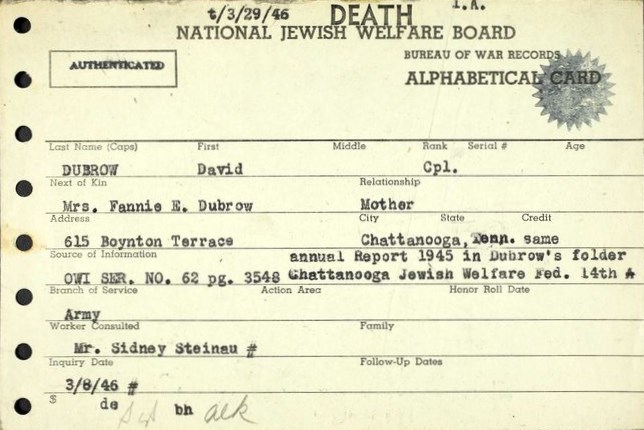 t/3/29/46 DEATH I.A.
NATIONAL JEWISH WELFARE BOARD
BUREAU OF WAR RECORDS
AUTHENTICATED
ALPHABETICAL CARD
Last Name (Caps) First Middle Rank Serial # Age
DUBROW David Cpl.
Next of Kin Relationship
Mrs. Fannie E. Dubrow Mother
Address City State Credit
615 Boynton Terrace Chattanooga, Tenn. same
Source of Information annual Report 1945 in Dubrow's folder
OWI SER. NO. 62 pg. 3548 Chattanooga Jewish Welfare Fed. 14th A
Branch of Service Action Area Honor Roll Date
Army
Worker Consulted Family
Mr. Sidney Steinau #
Inquiry Date Follow-Up Dates
3/8/46 #
$ de bh